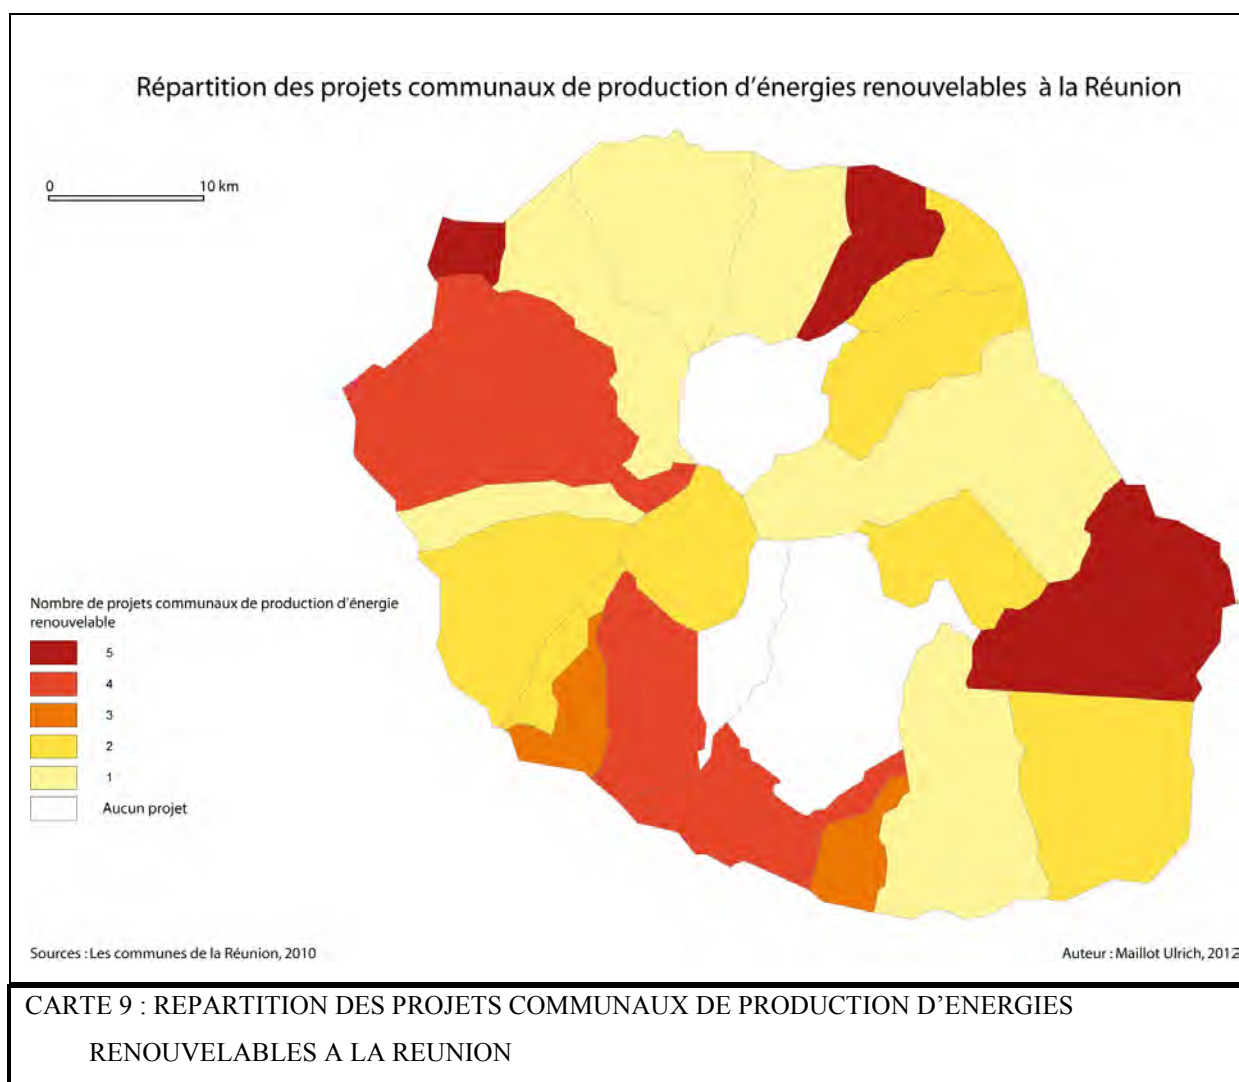 Répartition des projets communaux de production d'énergies renouvelables à la Réunion
0 10 km
Nombre de projets communaux de production d'énergie
renouvelable
5
4
3
2
1
Aucun projet
Sources : Les communes de la Réunion, 2010
Auteur : Maillot Ulrich, 2012
CARTE 9 : REPARTITION DES PROJETS COMMUNAUX DE PRODUCTION D'ENERGIES
RENOUVELABLES A LA REUNION